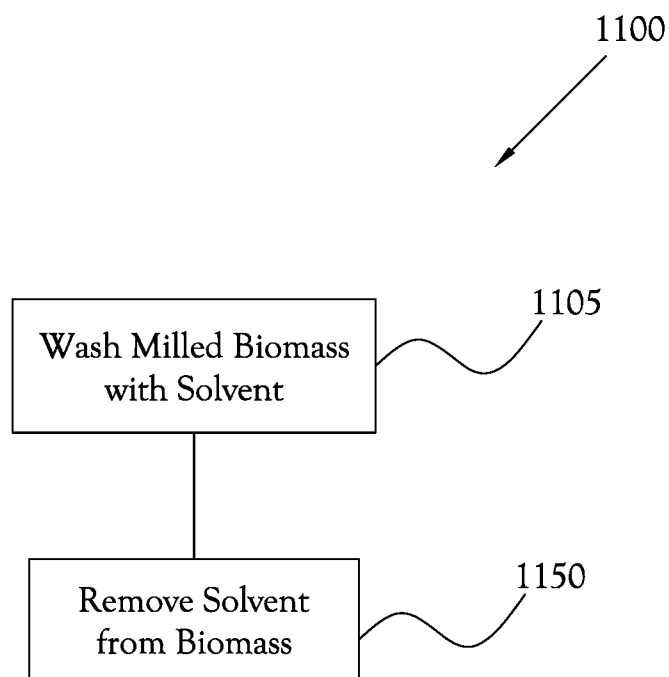 1100
1105
Wash Milled Biomass
with Solvent
1150
Remove Solvent
from Biomass